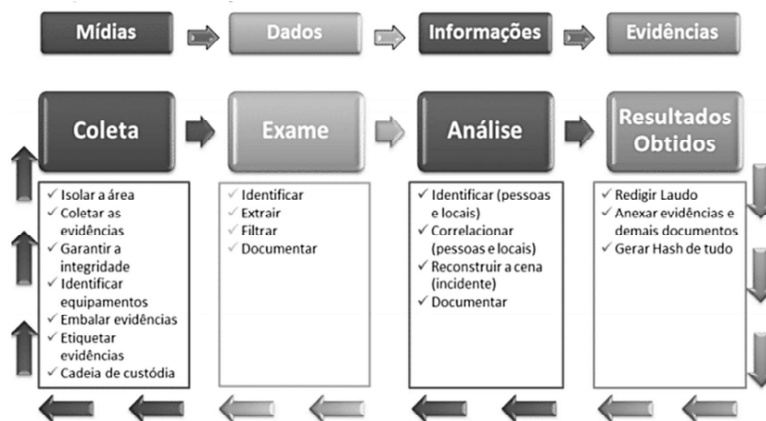 Mídias
Dados
Informações
Evidências
Coleta
Exame
Análise
Resultados
Obtidos
Isolar a área
Coletar as
evidências
Garantir a
integridade
Identificar
equipamentos
Embalar evidências
Etiquetar
evidências
Cadeia de custódia
Identificar
Extrair
Filtrar
Documentar
Identificar (pessoas
e locais)
Correlacionar
(pessoas e locais)
Reconstruir a cena
(incidente)
Documentar
Redigir Laudo
Anexar evidências e
demais documentos
Gerar Hash de tudo